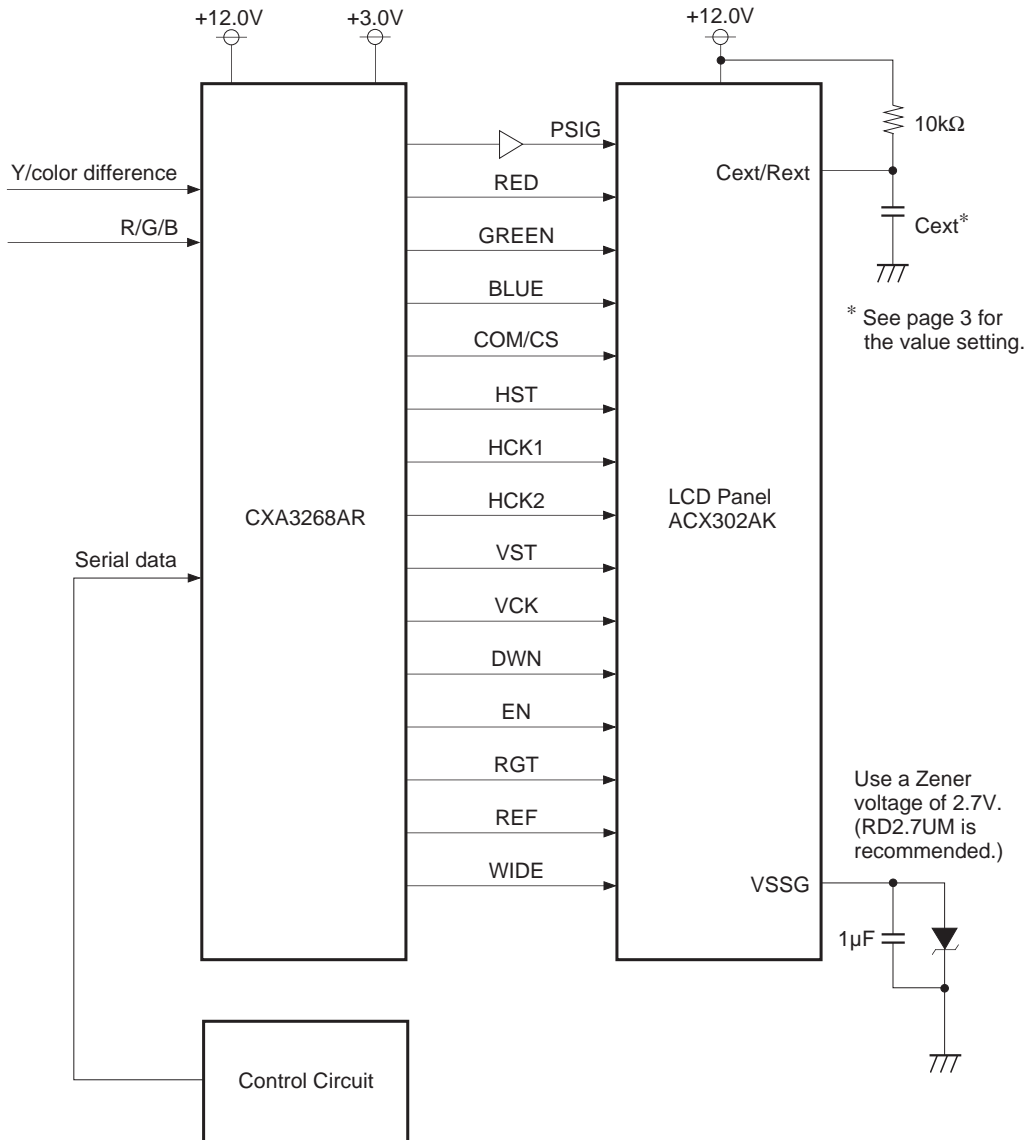 +12.0V
+3.0V
+12.0V
10kΩ
PSIG
Y/color difference
Cext/Rext
RED
R/G/B
Cext*
GREEN
BLUE
* See page 3 for
the value setting.
COM/CS
HST
HCK1
HCK2
CXA3268AR
LCD Panel
ACX302AK
VST
Serial data
VCK
DWN
EN
RGT
Use a Zener
voltage of 2.7V.
(RD2.7UM is
recommended.)
REF
WIDE
VSSG
1µF
Control Circuit